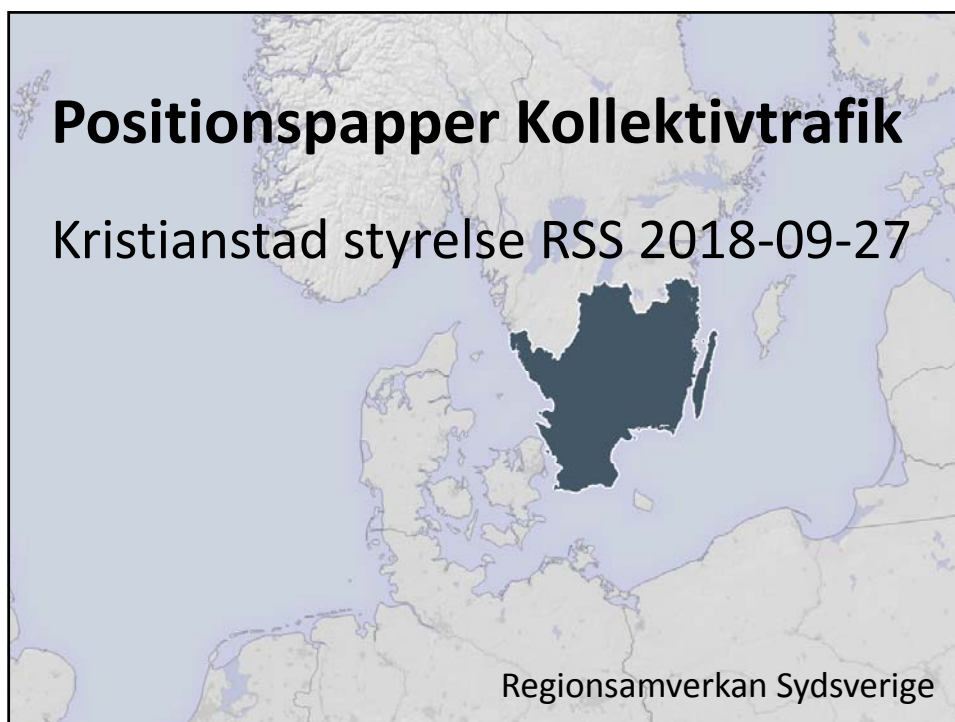 Positionspapper Kollektivtrafik
Kristianstad styrelse RSS 2018-09-27
Regionsamverkan Sydsverige